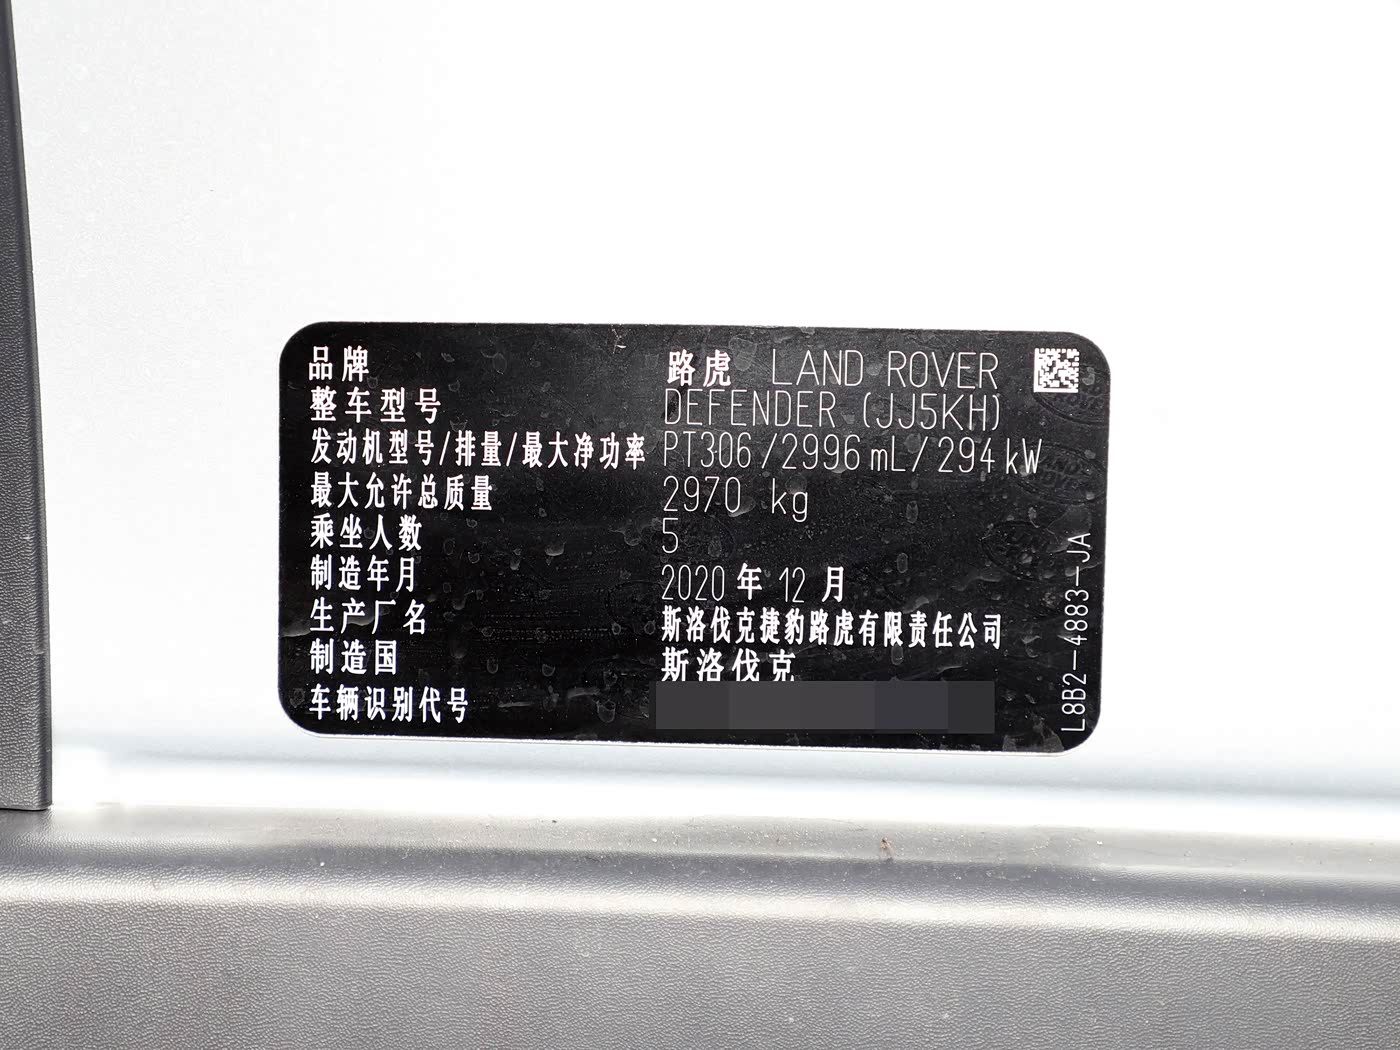 品牌 路虎 LAND ROVER
整车型号 DEFENDER (JJ5KH)
发动机型号/排量/最大净功率 PT306/2996mL/294kW
最大允许总质量 2970 kg
乘坐人数 5
制造年月 2020年12月
生产厂名 斯洛伐克捷豹路虎有限责任公司
制造国 斯洛伐克
车辆识别代号
L8B2-4883-JA